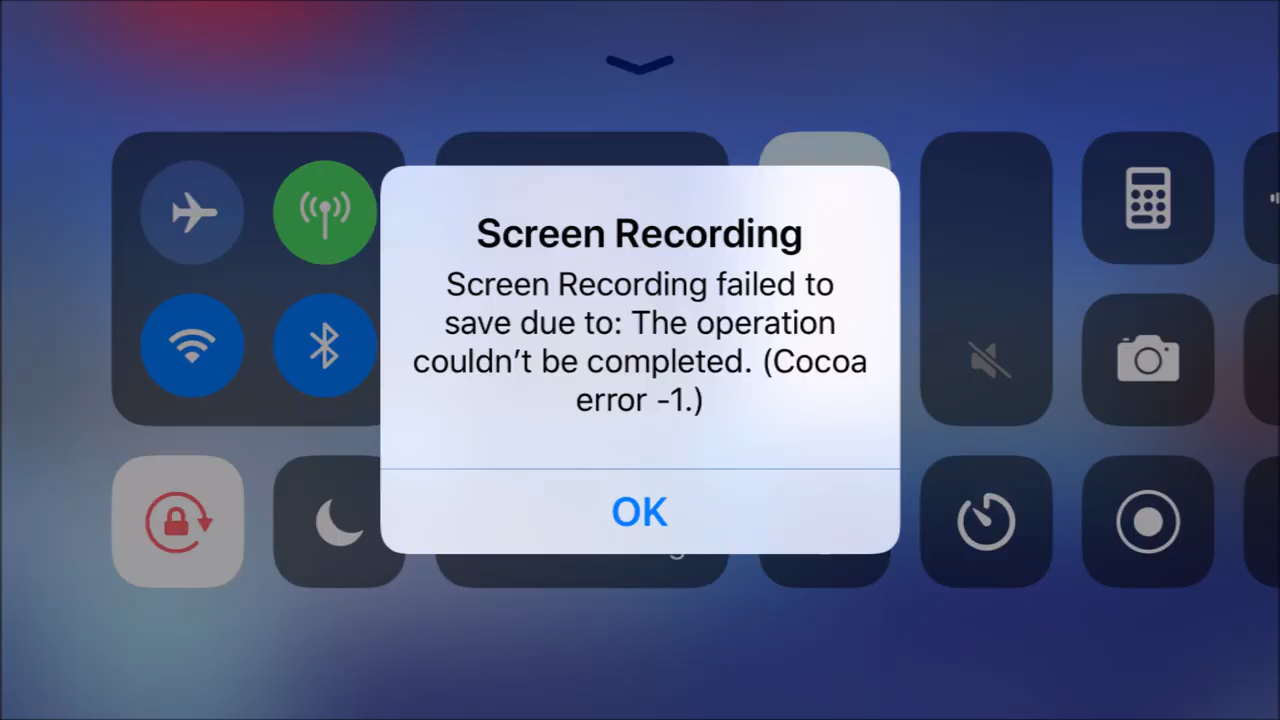 Screen Recording
Screen Recording failed to
save due to: The operation
couldn’t be completed. (Cocoa
error -1.)
OK